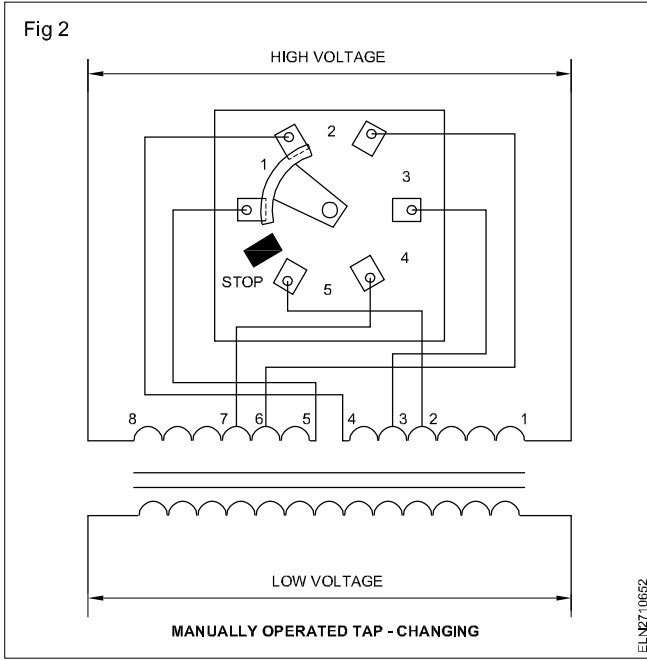 Fig 2
HIGH VOLTAGE
2
1
3
4
STOP
5
8
7
6
5
4
3
2
1
LOW VOLTAGE
MANUALLY OPERATED TAP - CHANGING
ELN2710652